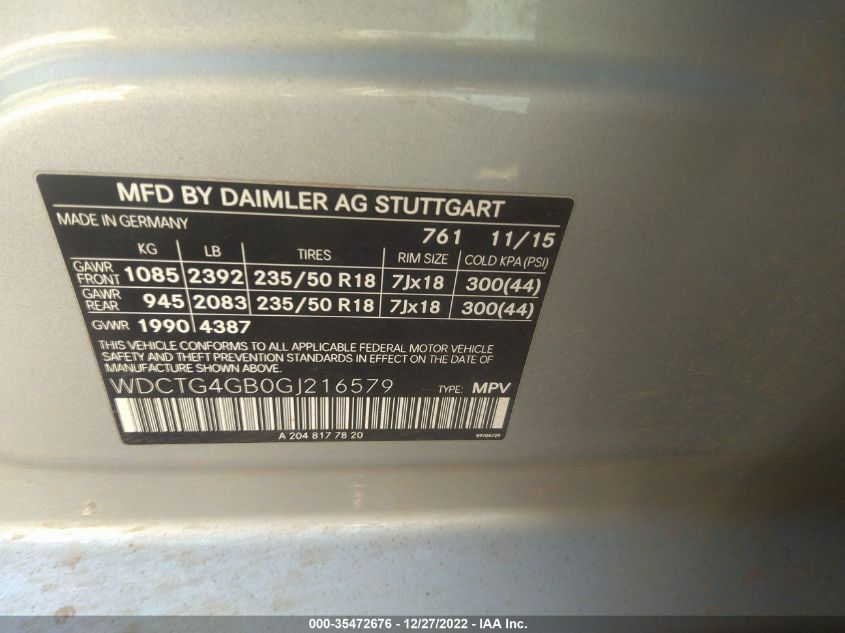 MFD BY DAIMLER AG STUTTGART
MADE IN GERMANY
761 11/15
KG LB TIRES RIM SIZE COLD KPA (PSI)
GAWR FRONT 1085 2392 235/50 R18 7Jx18 300(44)
GAWR REAR 945 2083 235/50 R18 7Jx18 300(44)
GVWR 1990 4387
THIS VEHICLE CONFORMS TO ALL APPLICABLE FEDERAL MOTOR VEHICLE
SAFETY AND THEFT PREVENTION STANDARDS IN EFFECT ON THE DATE OF
MANUFACTURE SHOWN ABOVE.
WDCTG4GB0GJ216579 TYPE: MPV
A 204 817 78 20
000-35472676 - 12/27/2022 - IAA Inc.